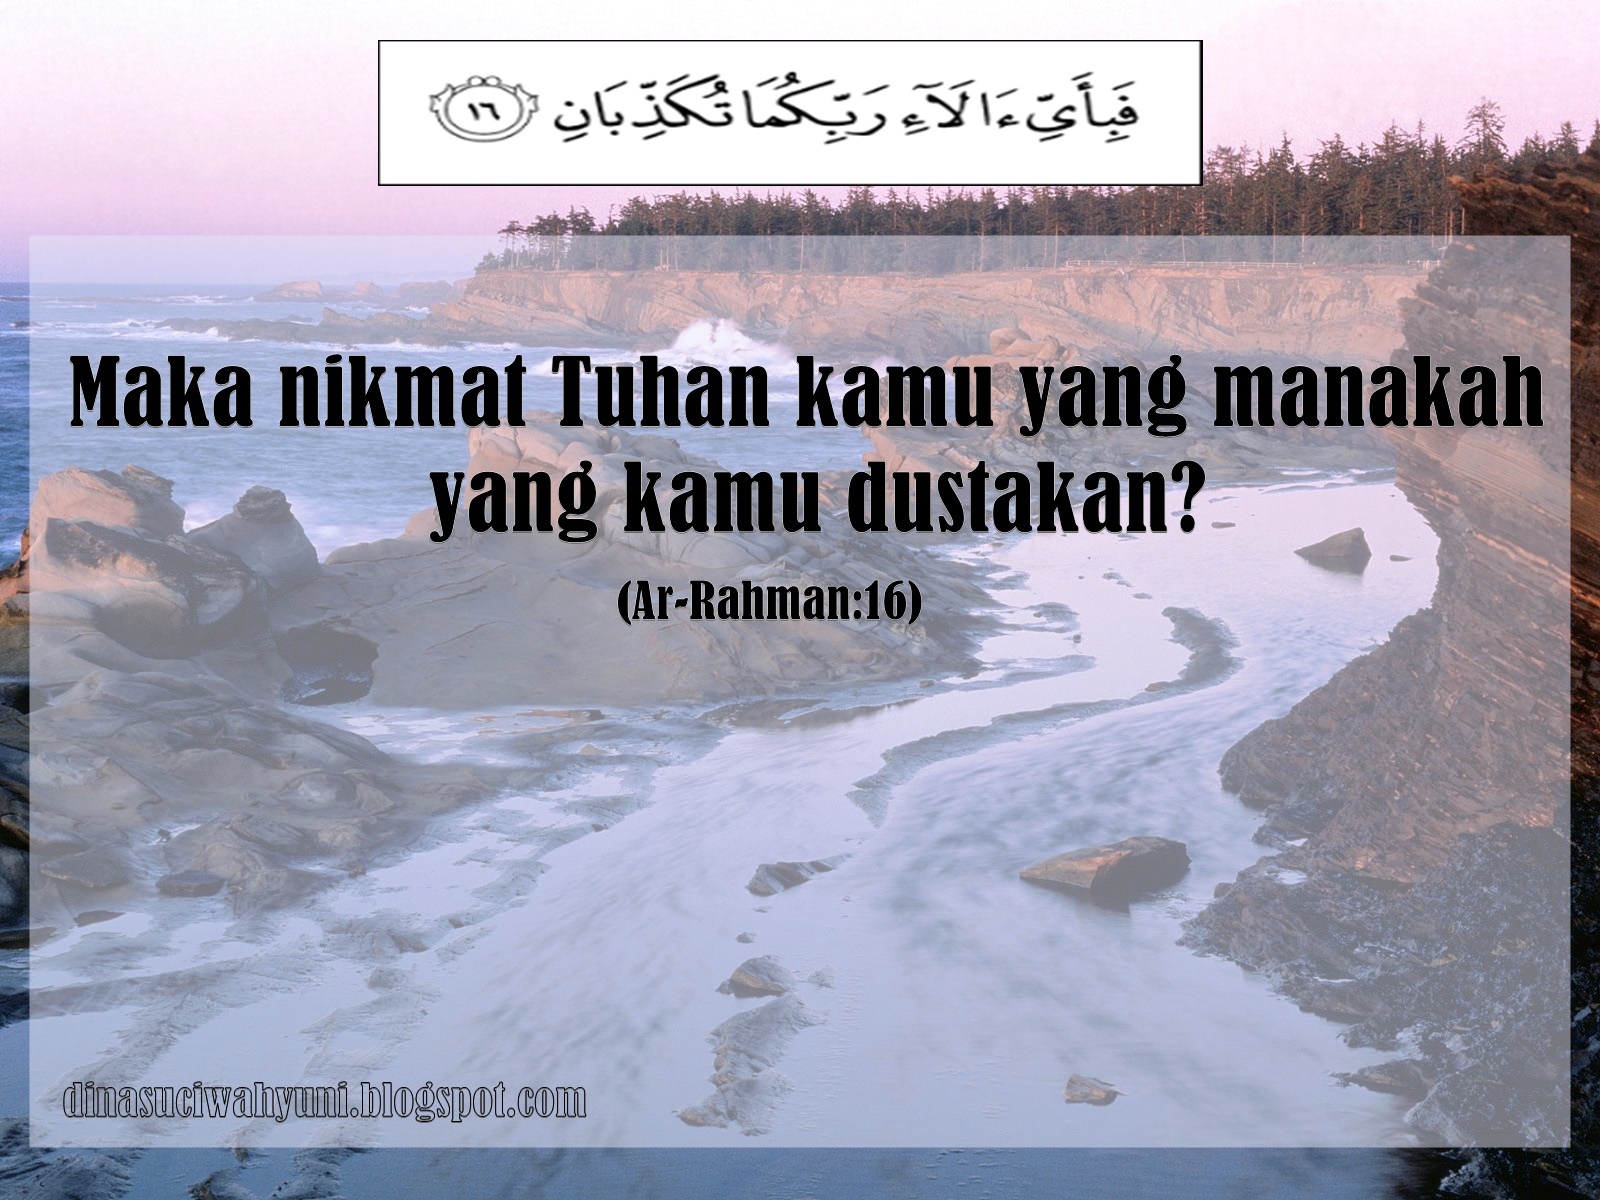 فَبِأَيِّ ءَالَآءِ رَبِّكُمَا تُكَذِّبَانِ ١٦
Maka nikmat Tuhan kamu yang manakah
yang kamu dustakan?
(Ar-Rahman:16)
dinasuciwahyuni.blogspot.com